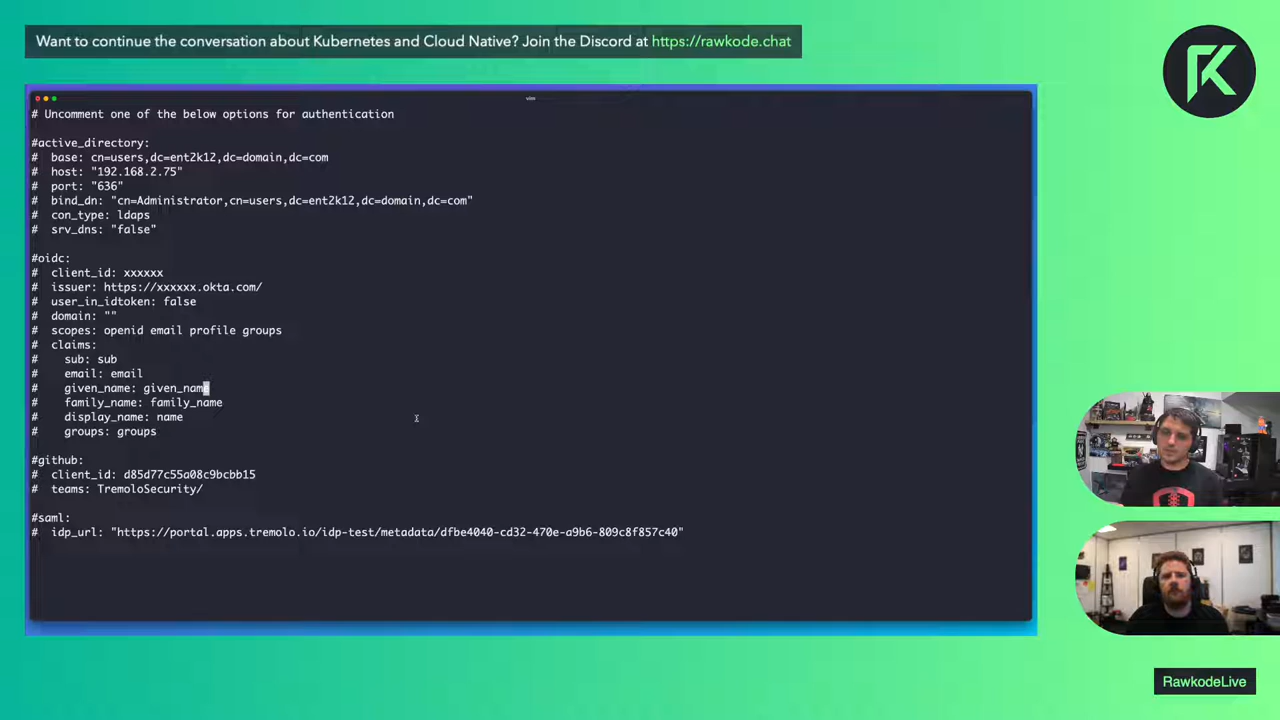 Want to continue the conversation about Kubernetes and Cloud Native? Join the Discord at https://rawkode.chat
vim
# Uncomment one of the below options for authentication
#active_directory:
#  base: cn=users,dc=ent2k12,dc=domain,dc=com
#  host: "192.168.2.75"
#  port: "636"
#  bind_dn: "cn=Administrator,cn=users,dc=ent2k12,dc=domain,dc=com"
#  con_type: ldaps
#  srv_dns: "false"
#oidc:
#  client_id: xxxxxx
#  issuer: https://xxxxxx.okta.com/
#  user_in_idtoken: false
#  domain: ""
#  scopes: openid email profile groups
#  claims:
#    sub: sub
#    email: email
#    given_name: given_name
#    family_name: family_name
#    display_name: name
#    groups: groups
#github:
#  client_id: d85d77c55a08c9bcbb15
#  teams: TremoloSecurity/
#saml:
#  idp_url: "https://portal.apps.tremolo.io/idp-test/metadata/dfbe4040-cd32-470e-a9b6-809c8f857c40"
RawkodeLive